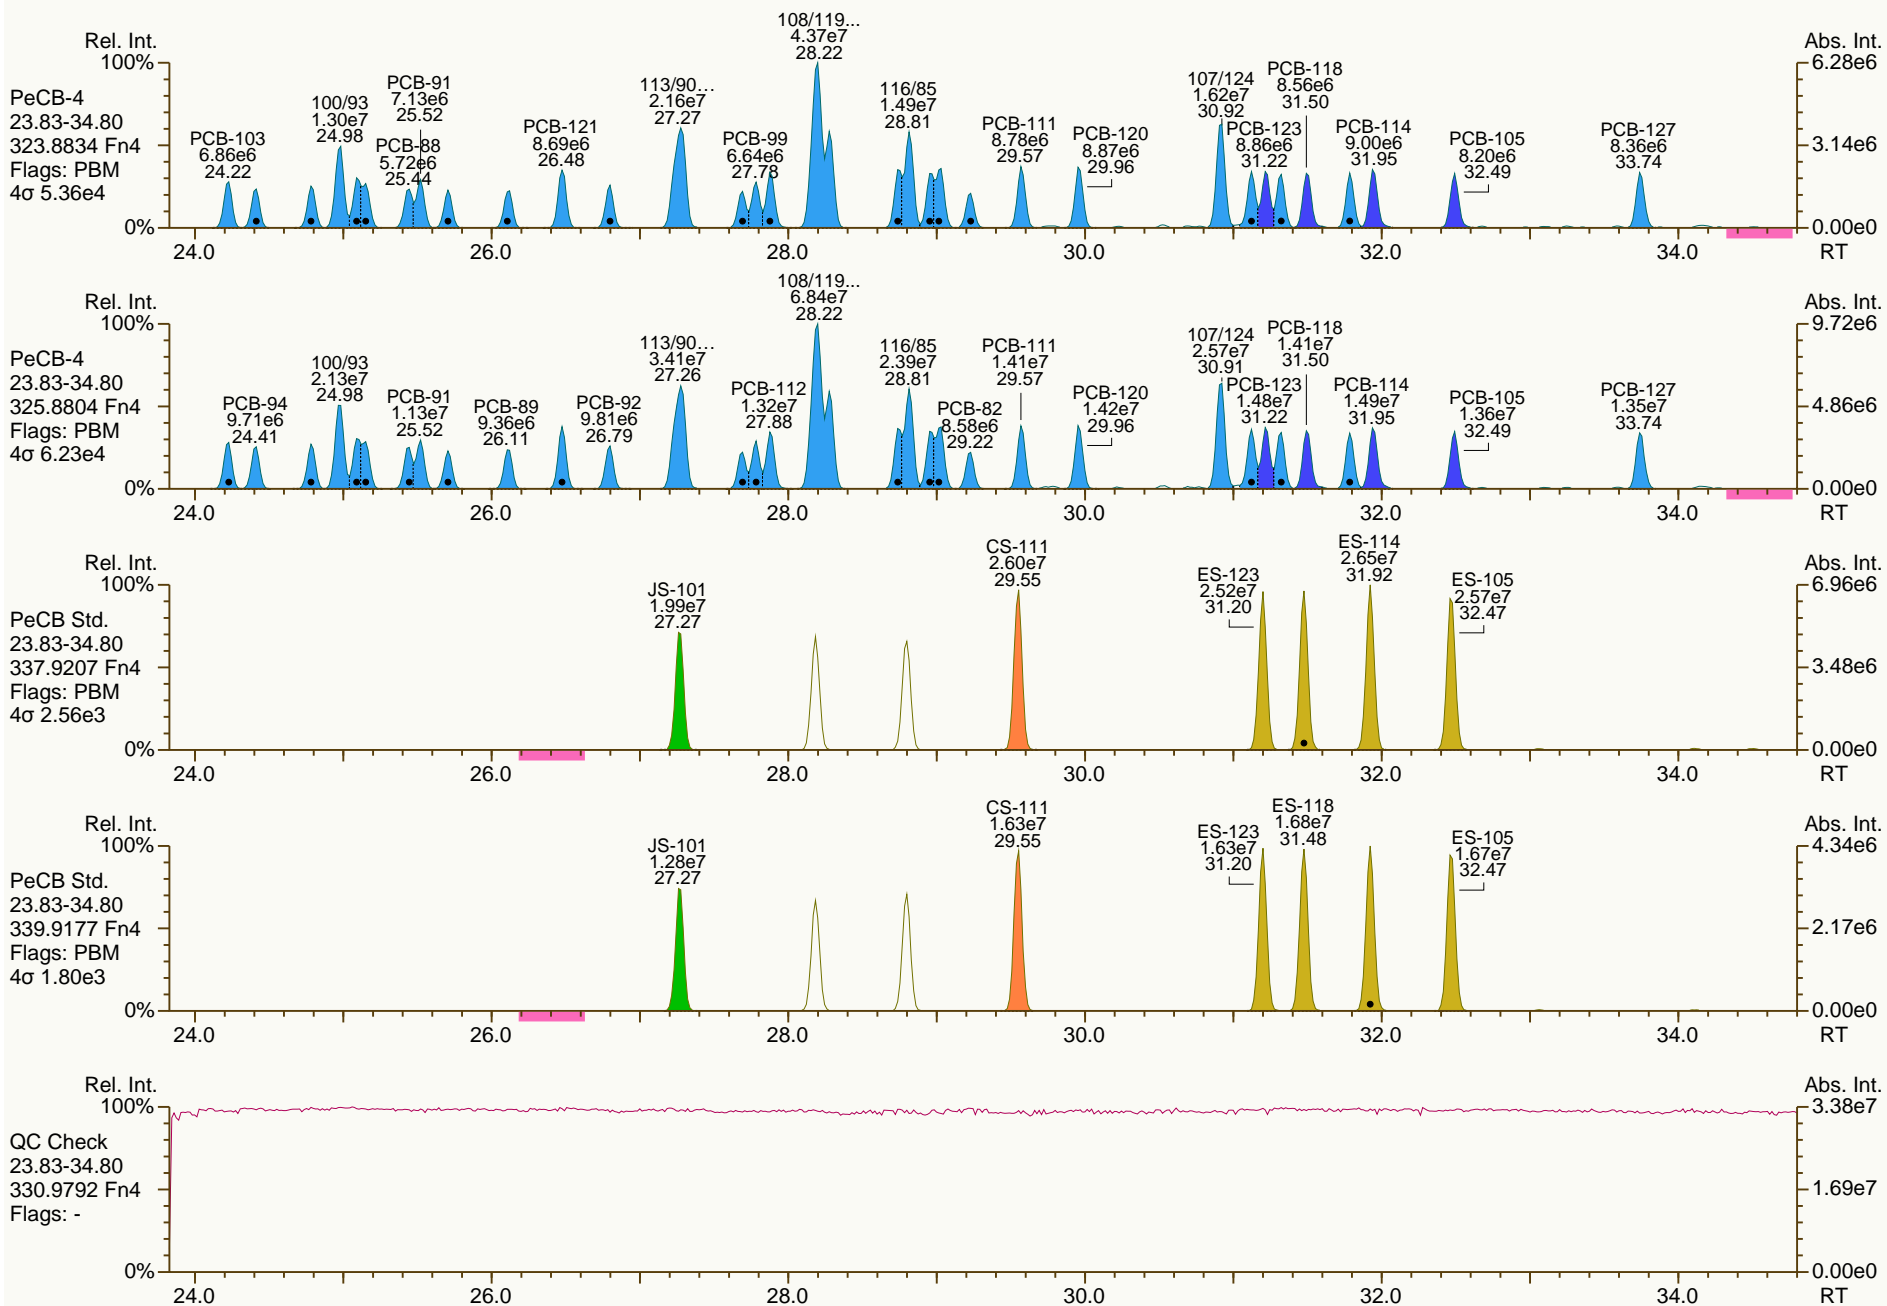 Rel. Int.
100%
0%
PeCB-4
23.83-34.80
323.8834 Fn4
Flags: PBM
4σ 5.36e4
PCB-103
6.86e6
24.22
100/93
1.30e7
24.98
PCB-91
7.13e6
25.52
PCB-88
5.72e6
25.44
PCB-121
8.69e6
26.48
113/90...
2.16e7
27.27
PCB-99
6.64e6
27.78
108/119...
4.37e7
28.22
116/85
1.49e7
28.81
PCB-111
8.78e6
29.57
PCB-120
8.87e6
29.96
107/124
1.62e7
30.92
PCB-123
8.86e6
31.22
PCB-118
8.56e6
31.50
PCB-114
9.00e6
31.95
PCB-105
8.20e6
32.49
PCB-127
8.36e6
33.74
Abs. Int.
6.28e6
3.14e6
0.00e0
24.0 26.0 28.0 30.0 32.0 34.0 RT
Rel. Int.
100%
0%
PeCB-4
23.83-34.80
325.8804 Fn4
Flags: PBM
4σ 6.23e4
PCB-94
9.71e6
24.41
100/93
2.13e7
24.98
PCB-91
1.13e7
25.52
PCB-89
9.36e6
26.11
PCB-92
9.81e6
26.79
113/90...
3.41e7
27.26
PCB-112
1.32e7
27.88
108/119...
6.84e7
28.22
116/85
2.39e7
28.81
PCB-82
8.58e6
29.22
PCB-111
1.41e7
29.57
PCB-120
1.42e7
29.96
107/124
2.57e7
30.91
PCB-123
1.48e7
31.22
PCB-118
1.41e7
31.50
PCB-114
1.49e7
31.95
PCB-105
1.36e7
32.49
PCB-127
1.35e7
33.74
Abs. Int.
9.72e6
4.86e6
0.00e0
24.0 26.0 28.0 30.0 32.0 34.0 RT
Rel. Int.
100%
0%
PeCB Std.
23.83-34.80
337.9207 Fn4
Flags: PBM
4σ 2.56e3
JS-101
1.99e7
27.27
CS-111
2.60e7
29.55
ES-123
2.52e7
31.20
ES-114
2.65e7
31.92
ES-105
2.57e7
32.47
Abs. Int.
6.96e6
3.48e6
0.00e0
24.0 26.0 28.0 30.0 32.0 34.0 RT
Rel. Int.
100%
0%
PeCB Std.
23.83-34.80
339.9177 Fn4
Flags: PBM
4σ 1.80e3
JS-101
1.28e7
27.27
CS-111
1.63e7
29.55
ES-123
1.63e7
31.20
ES-118
1.68e7
31.48
ES-105
1.67e7
32.47
Abs. Int.
4.34e6
2.17e6
0.00e0
24.0 26.0 28.0 30.0 32.0 34.0 RT
Rel. Int.
100%
0%
QC Check
23.83-34.80
330.9792 Fn4
Flags: -
Abs. Int.
3.38e7
1.69e7
0.00e0
24.0 26.0 28.0 30.0 32.0 34.0 RT